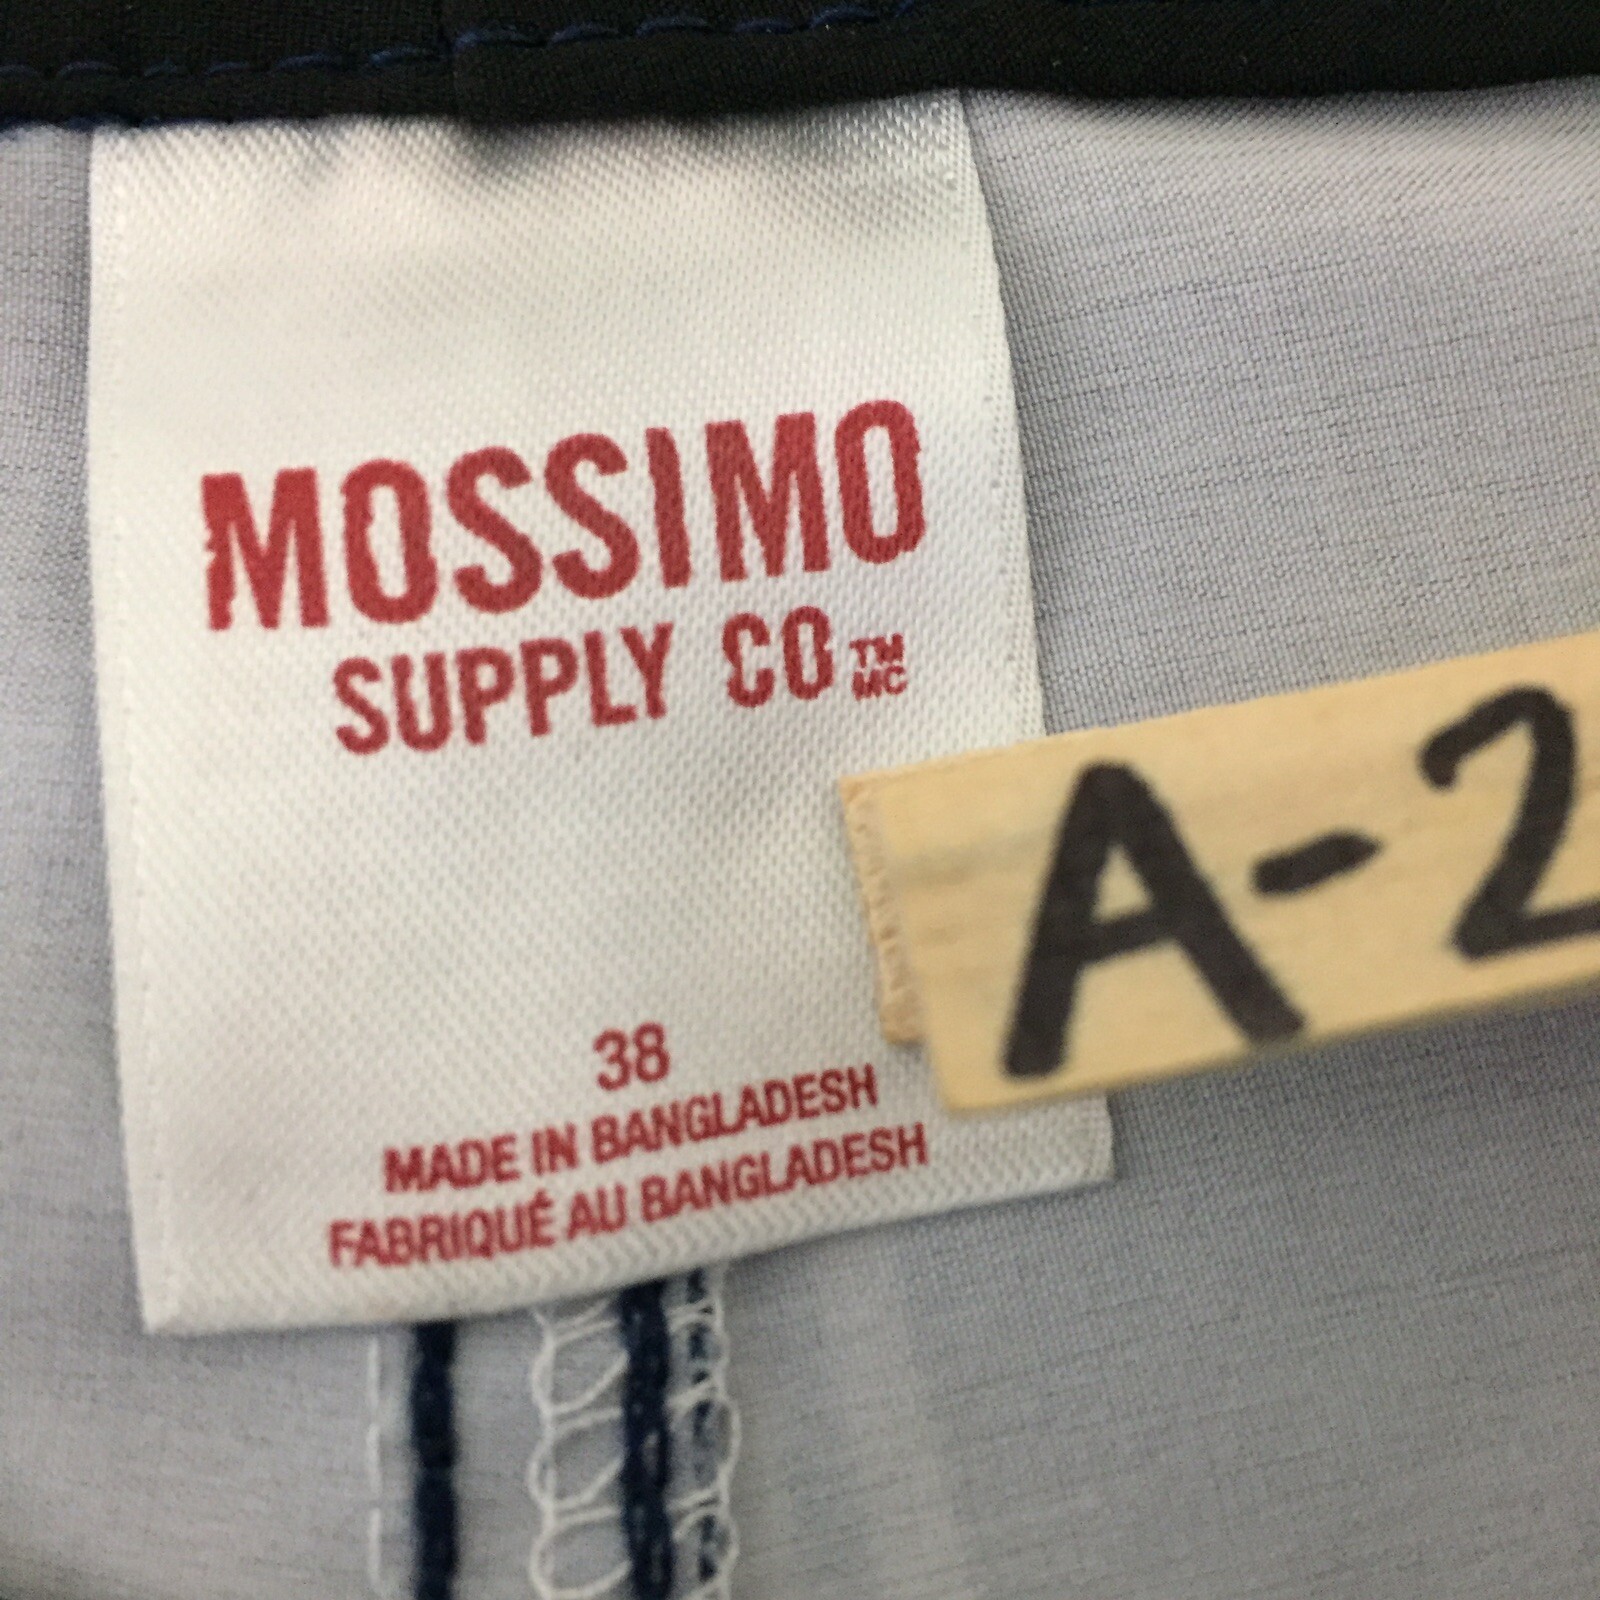 MOSSIMO
SUPPLY CO TM MC
A-2
38
MADE IN BANGLADESH
FABRIQUÉ AU BANGLADESH